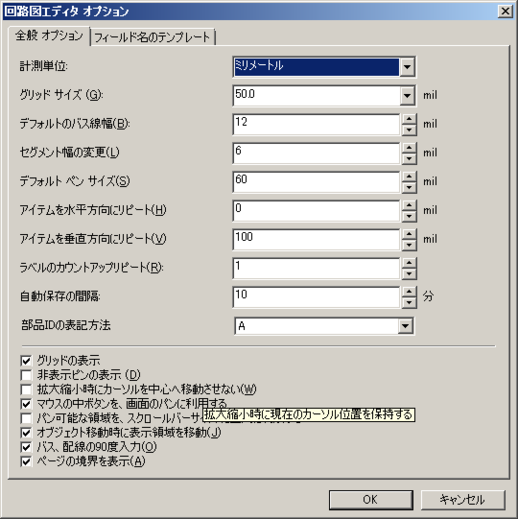 回路図エディタ オプション
全般 オプション フィールド名のテンプレート
計測単位: ミリメートル
グリッド サイズ (G): 50.0 mil
デフォルトのバス線幅(B): 12 mil
セグメント幅の変更(L) 6 mil
デフォルト ペン サイズ(S) 60 mil
アイテムを水平方向にリピート(H) 0 mil
アイテムを垂直方向にリピート(V) 100 mil
ラベルのカウントアップリピート(R): 1
自動保存の間隔: 10 分
部品IDの表記方法 A
グリッドの表示
非表示ピンの表示 (D)
拡大縮小時にカーソルを中心へ移動させない(W)
マウスの中ボタンを、画面のパンに利用する
拡大縮小時に現在のカーソル位置を保持する
パン可能な領域を、スクロールバーサイ
オブジェクト移動時に表示領域を移動(J)
バス、配線の90度入力(O)
ページの境界を表示(A)
OK キャンセル